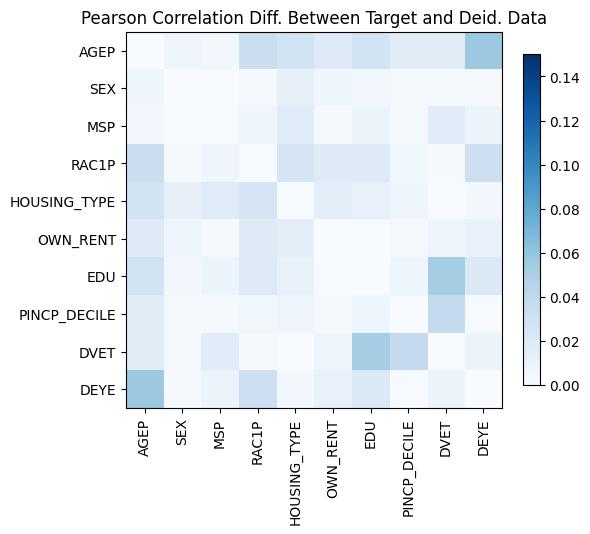 Pearson Correlation Diff. Between Target and Deid. Data
AGEP
SEX
MSP
RAC1P
HOUSING_TYPE
OWN_RENT
EDU
PINCP_DECILE
DVET
DEYE
0.14
0.12
0.10
0.08
0.06
0.04
0.02
0.00
AGEP
SEX
MSP
RAC1P
HOUSING_TYPE
OWN_RENT
EDU
PINCP_DECILE
DVET
DEYE